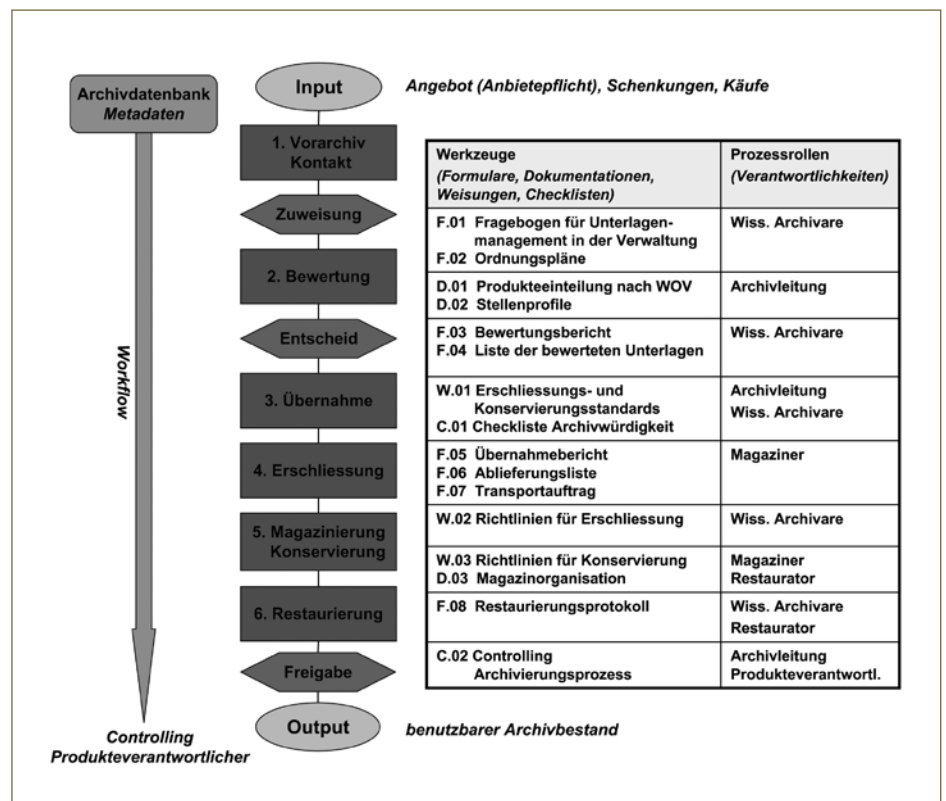 Archivdatenbank
Metadaten
Workflow
Controlling
Produkteverantwortlicher
Input
Angebot (Anbietepflicht), Schenkungen, Käufe
1. Vorarchiv
Kontakt
Zuweisung
2. Bewertung
Entscheid
3. Übernahme
4. Erschliessung
5. Magazinierung
Konservierung
6. Restaurierung
Freigabe
Output
benutzbarer Archivbestand
Werkzeuge
(Formulare, Dokumentationen,
Weisungen, Checklisten)
Prozessrollen
(Verantwortlichkeiten)
F.01 Fragebogen für Unterlagen-
management in der Verwaltung
F.02 Ordnungspläne
Wiss. Archivare
D.01 Produkteeinteilung nach WOV
D.02 Stellenprofile
Archivleitung
F.03 Bewertungsbericht
F.04 Liste der bewerteten Unterlagen
Wiss. Archivare
W.01 Erschliessungs- und
Konservierungsstandards
C.01 Checkliste Archivwürdigkeit
Archivleitung
Wiss. Archivare
F.05 Übernahmebericht
F.06 Ablieferungsliste
F.07 Transportauftrag
Magaziner
W.02 Richtlinien für Erschliessung
Wiss. Archivare
W.03 Richtlinien für Konservierung
D.03 Magazinorganisation
Magaziner
Restaurator
F.08 Restaurierungsprotokoll
Wiss. Archivare
Restaurator
C.02 Controlling
Archivierungsprozess
Archivleitung
Produkteverantwortl.